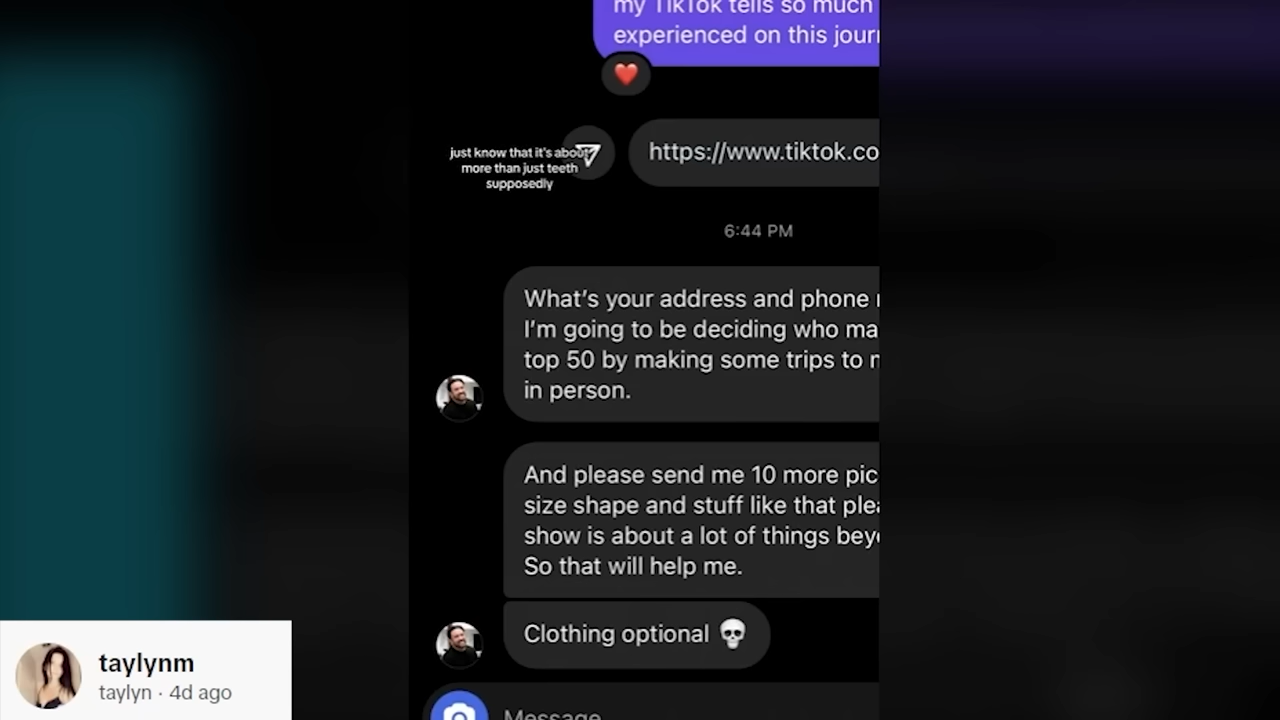 my TikTok tells so much
experienced on this jour
just know that it's about
more than just teeth
supposedly
https://www.tiktok.co
6:44 PM
What's your address and phone
I'm going to be deciding who ma
top 50 by making some trips to
in person.
And please send me 10 more pic
size shape and stuff like that plea
show is about a lot of things bey
So that will help me.
Clothing optional 💀
Message
taylynm
taylyn · 4d ago